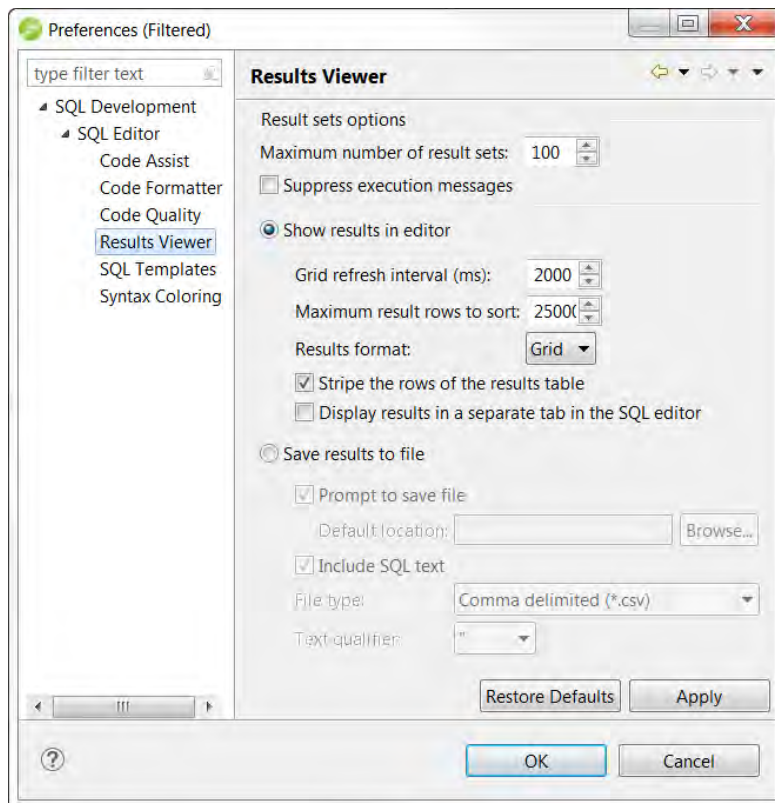 Preferences (Filtered)
type filter text
SQL Development
SQL Editor
Code Assist
Code Formatter
Code Quality
Results Viewer
SQL Templates
Syntax Coloring
Results Viewer
Result sets options
Maximum number of result sets: 100
Suppress execution messages
Show results in editor
Grid refresh interval (ms): 2000
Maximum result rows to sort: 2500
Results format: Grid
Stripe the rows of the results table
Display results in a separate tab in the SQL editor
Save results to file
Prompt to save file
Default location: Browse...
Include SQL text
File type: Comma delimited (*.csv)
Text qualifier: "
Restore Defaults Apply
? OK Cancel